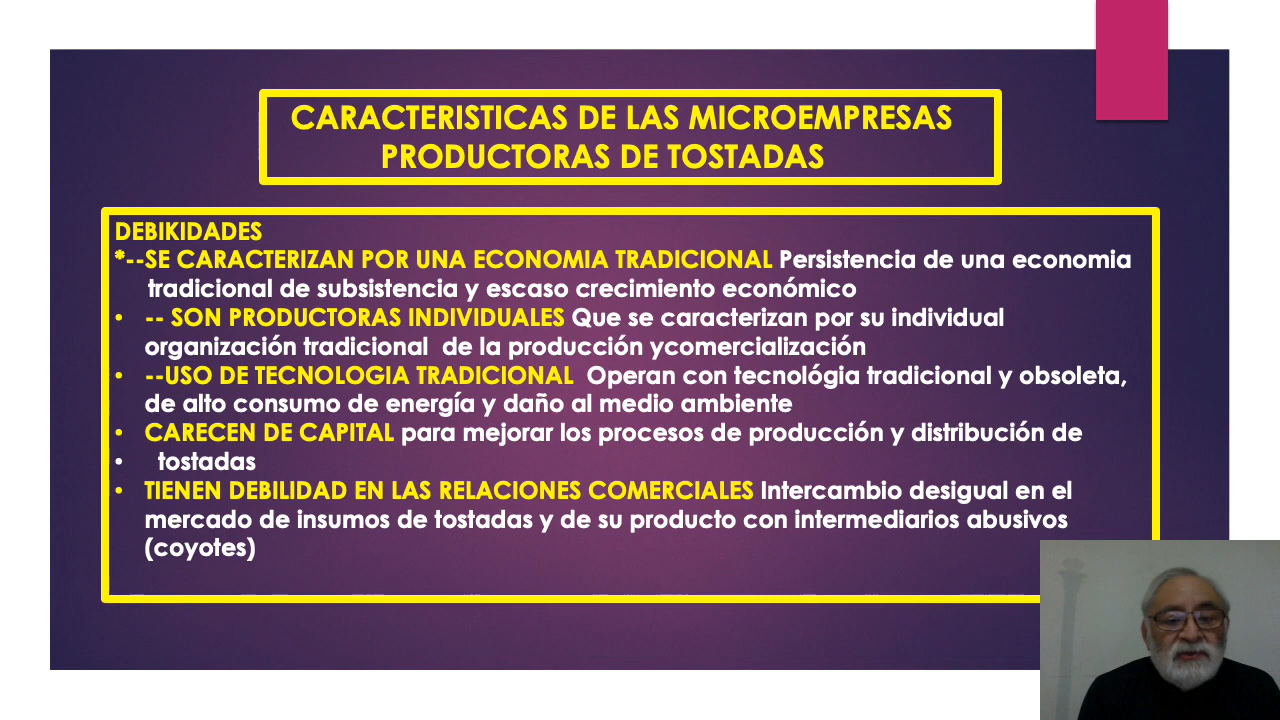 CARACTERISTICAS DE LAS MICROEMPRESAS
PRODUCTORAS DE TOSTADAS
DEBIKIDADES
*--SE CARACTERIZAN POR UNA ECONOMIA TRADICIONAL Persistencia de una economia
tradicional de subsistencia y escaso crecimiento económico
• -- SON PRODUCTORAS INDIVIDUALES Que se caracterizan por su individual
organización tradicional de la producción ycomercialización
• --USO DE TECNOLOGIA TRADICIONAL Operan con tecnológia tradicional y obsoleta,
de alto consumo de energía y daño al medio ambiente
• CARECEN DE CAPITAL para mejorar los procesos de producción y distribución de
• tostadas
• TIENEN DEBILIDAD EN LAS RELACIONES COMERCIALES Intercambio desigual en el
mercado de insumos de tostadas y de su producto con intermediarios abusivos
(coyotes)